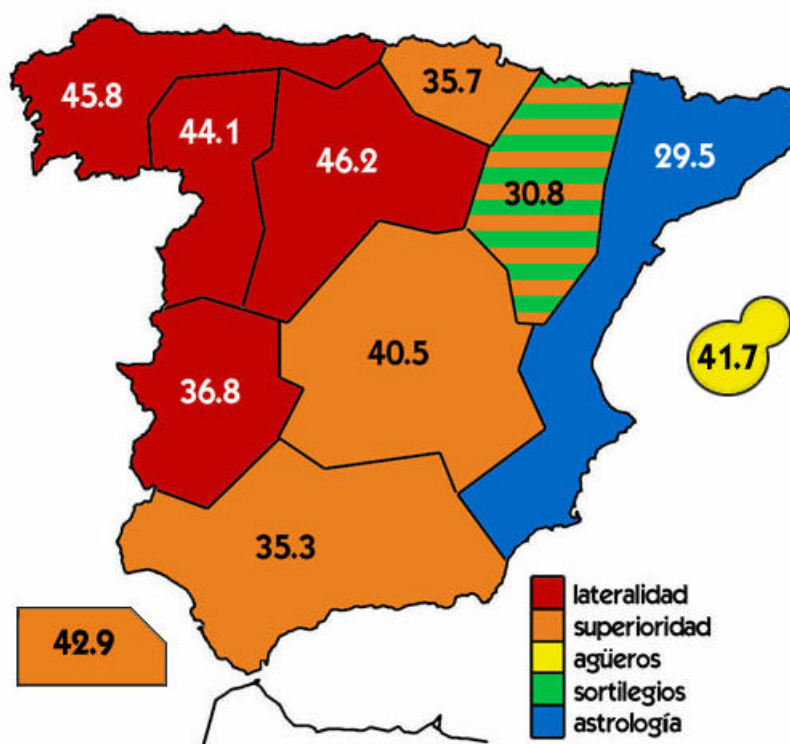 45.8
44.1
46.2
35.7
30.8
29.5
40.5
41.7
36.8
35.3
42.9
lateralidad
superioridad
agüeros
sortilegios
astrología